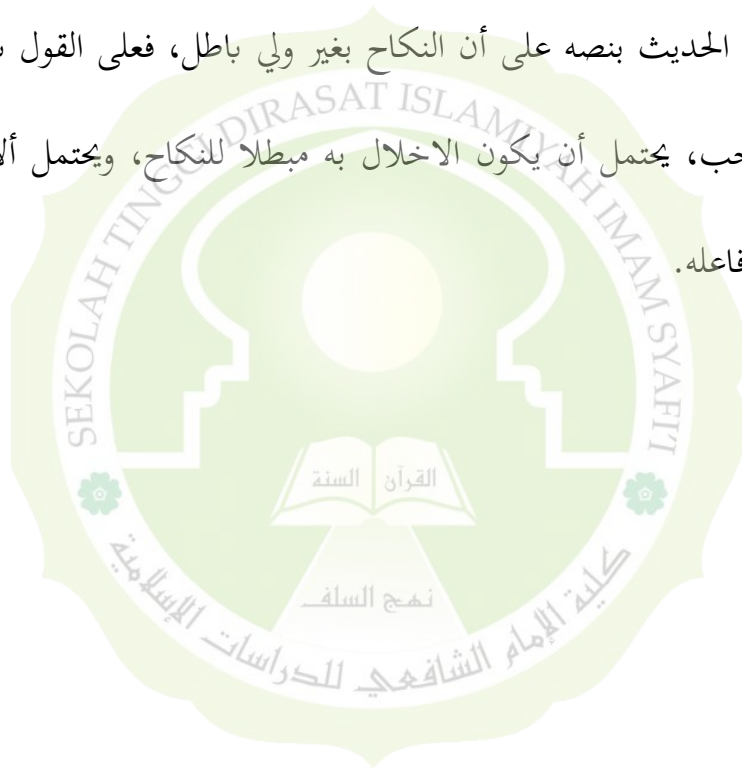 الحديث بنصه على أن النكاح بغير ولي باطل، فعلى القول
يحتمل أن يكون الاخلال به مبطلا للنكاح، ويحتمل
فاعله.
SEKOLAH TINGGI DIRASAT ISLAMIYAH IMAM SYAFI'I
القرآن السنة
نهج السلف
كلية الإمام الشافعي للدراسات الإسلامية